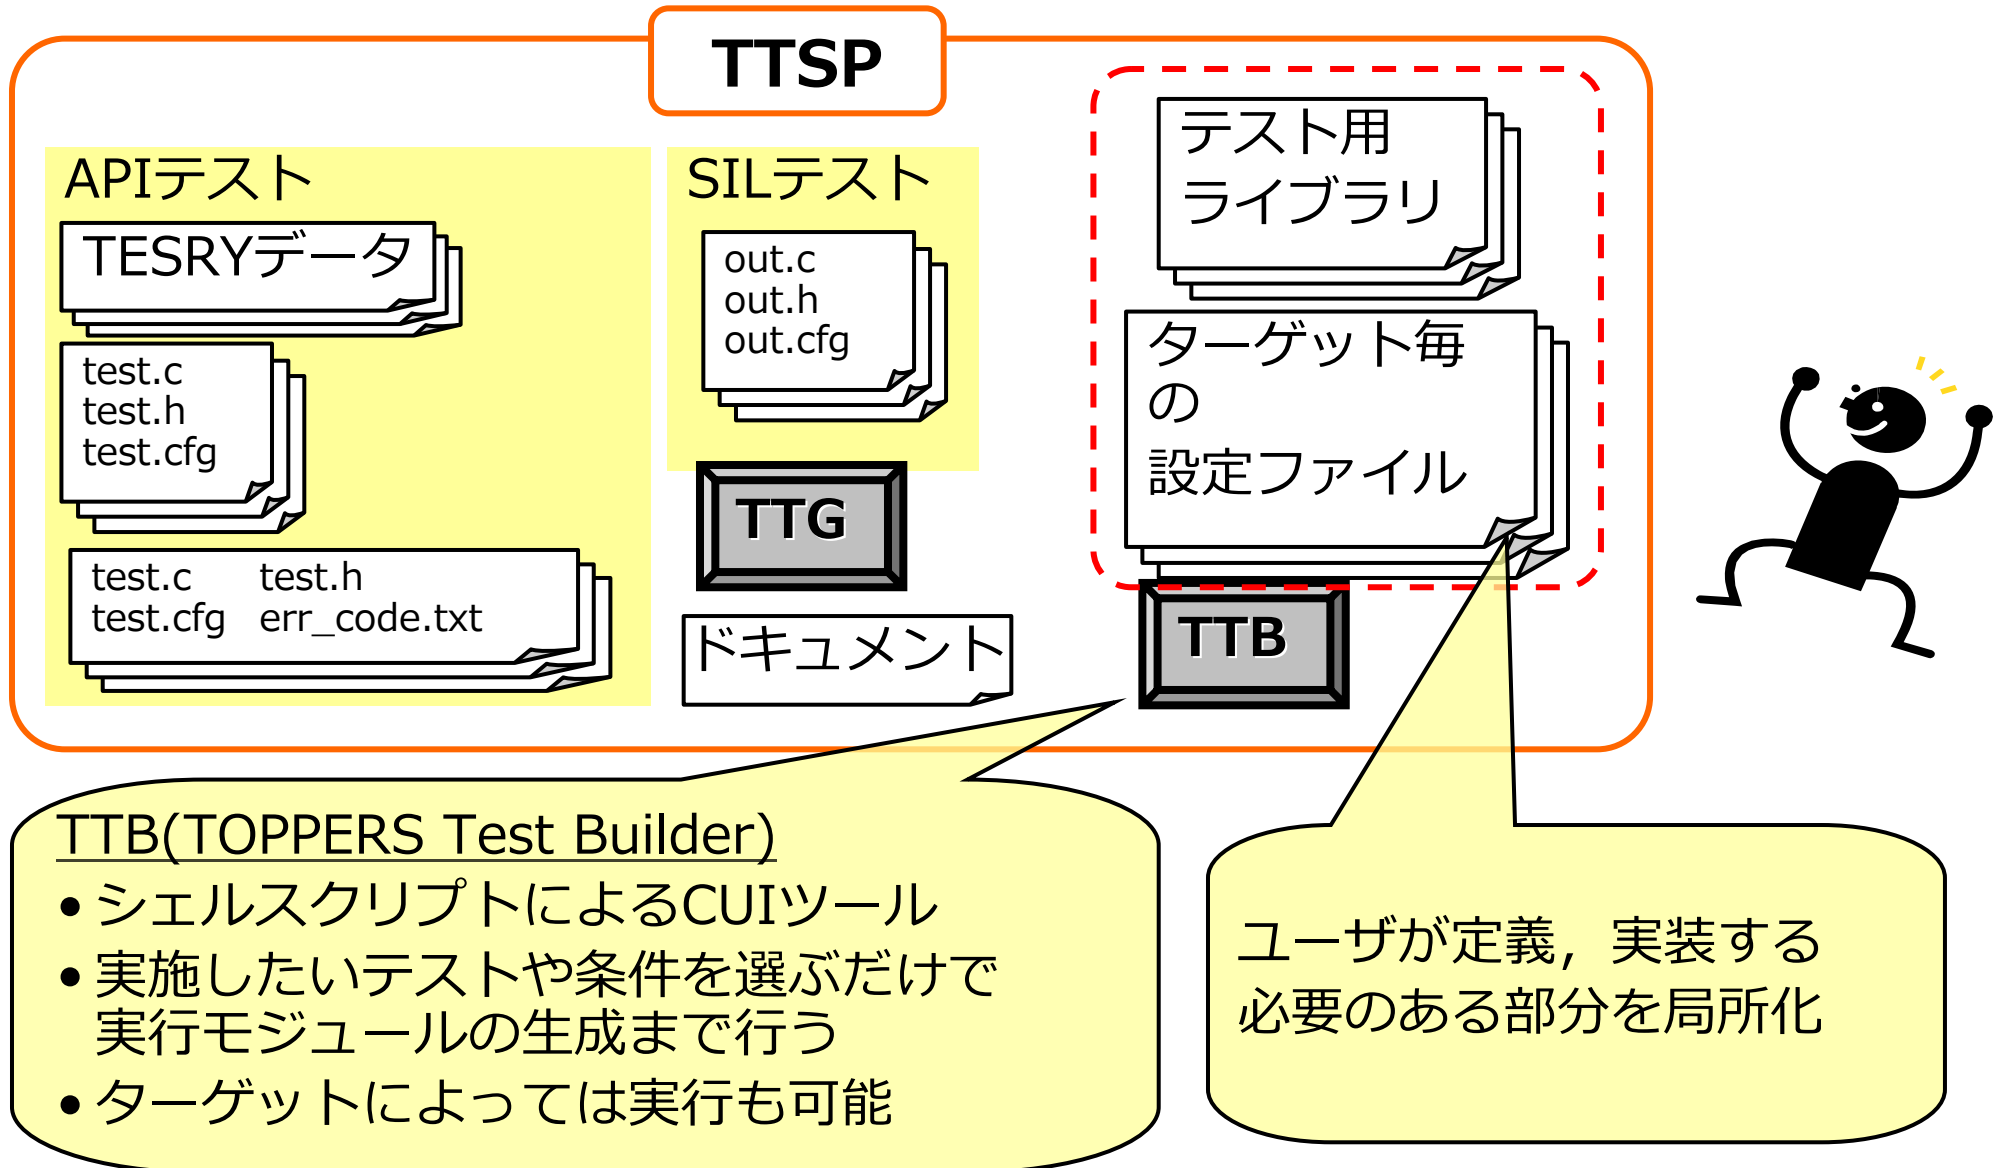 TTSP
APIテスト
TESRYデータ
test.c
test.h
test.cfg
test.c test.h
test.cfg err_code.txt
SILテスト
out.c
out.h
out.cfg
TTG
ドキュメント
テスト用
ライブラリ
ターゲット毎
の
設定ファイル
TTB
TTB(TOPPERS Test Builder)
•シェルスクリプトによるCUIツール
•実施したいテストや条件を選ぶだけで
実行モジュールの生成まで行う
•ターゲットによっては実行も可能
ユーザが定義，実装する
必要のある部分を局所化